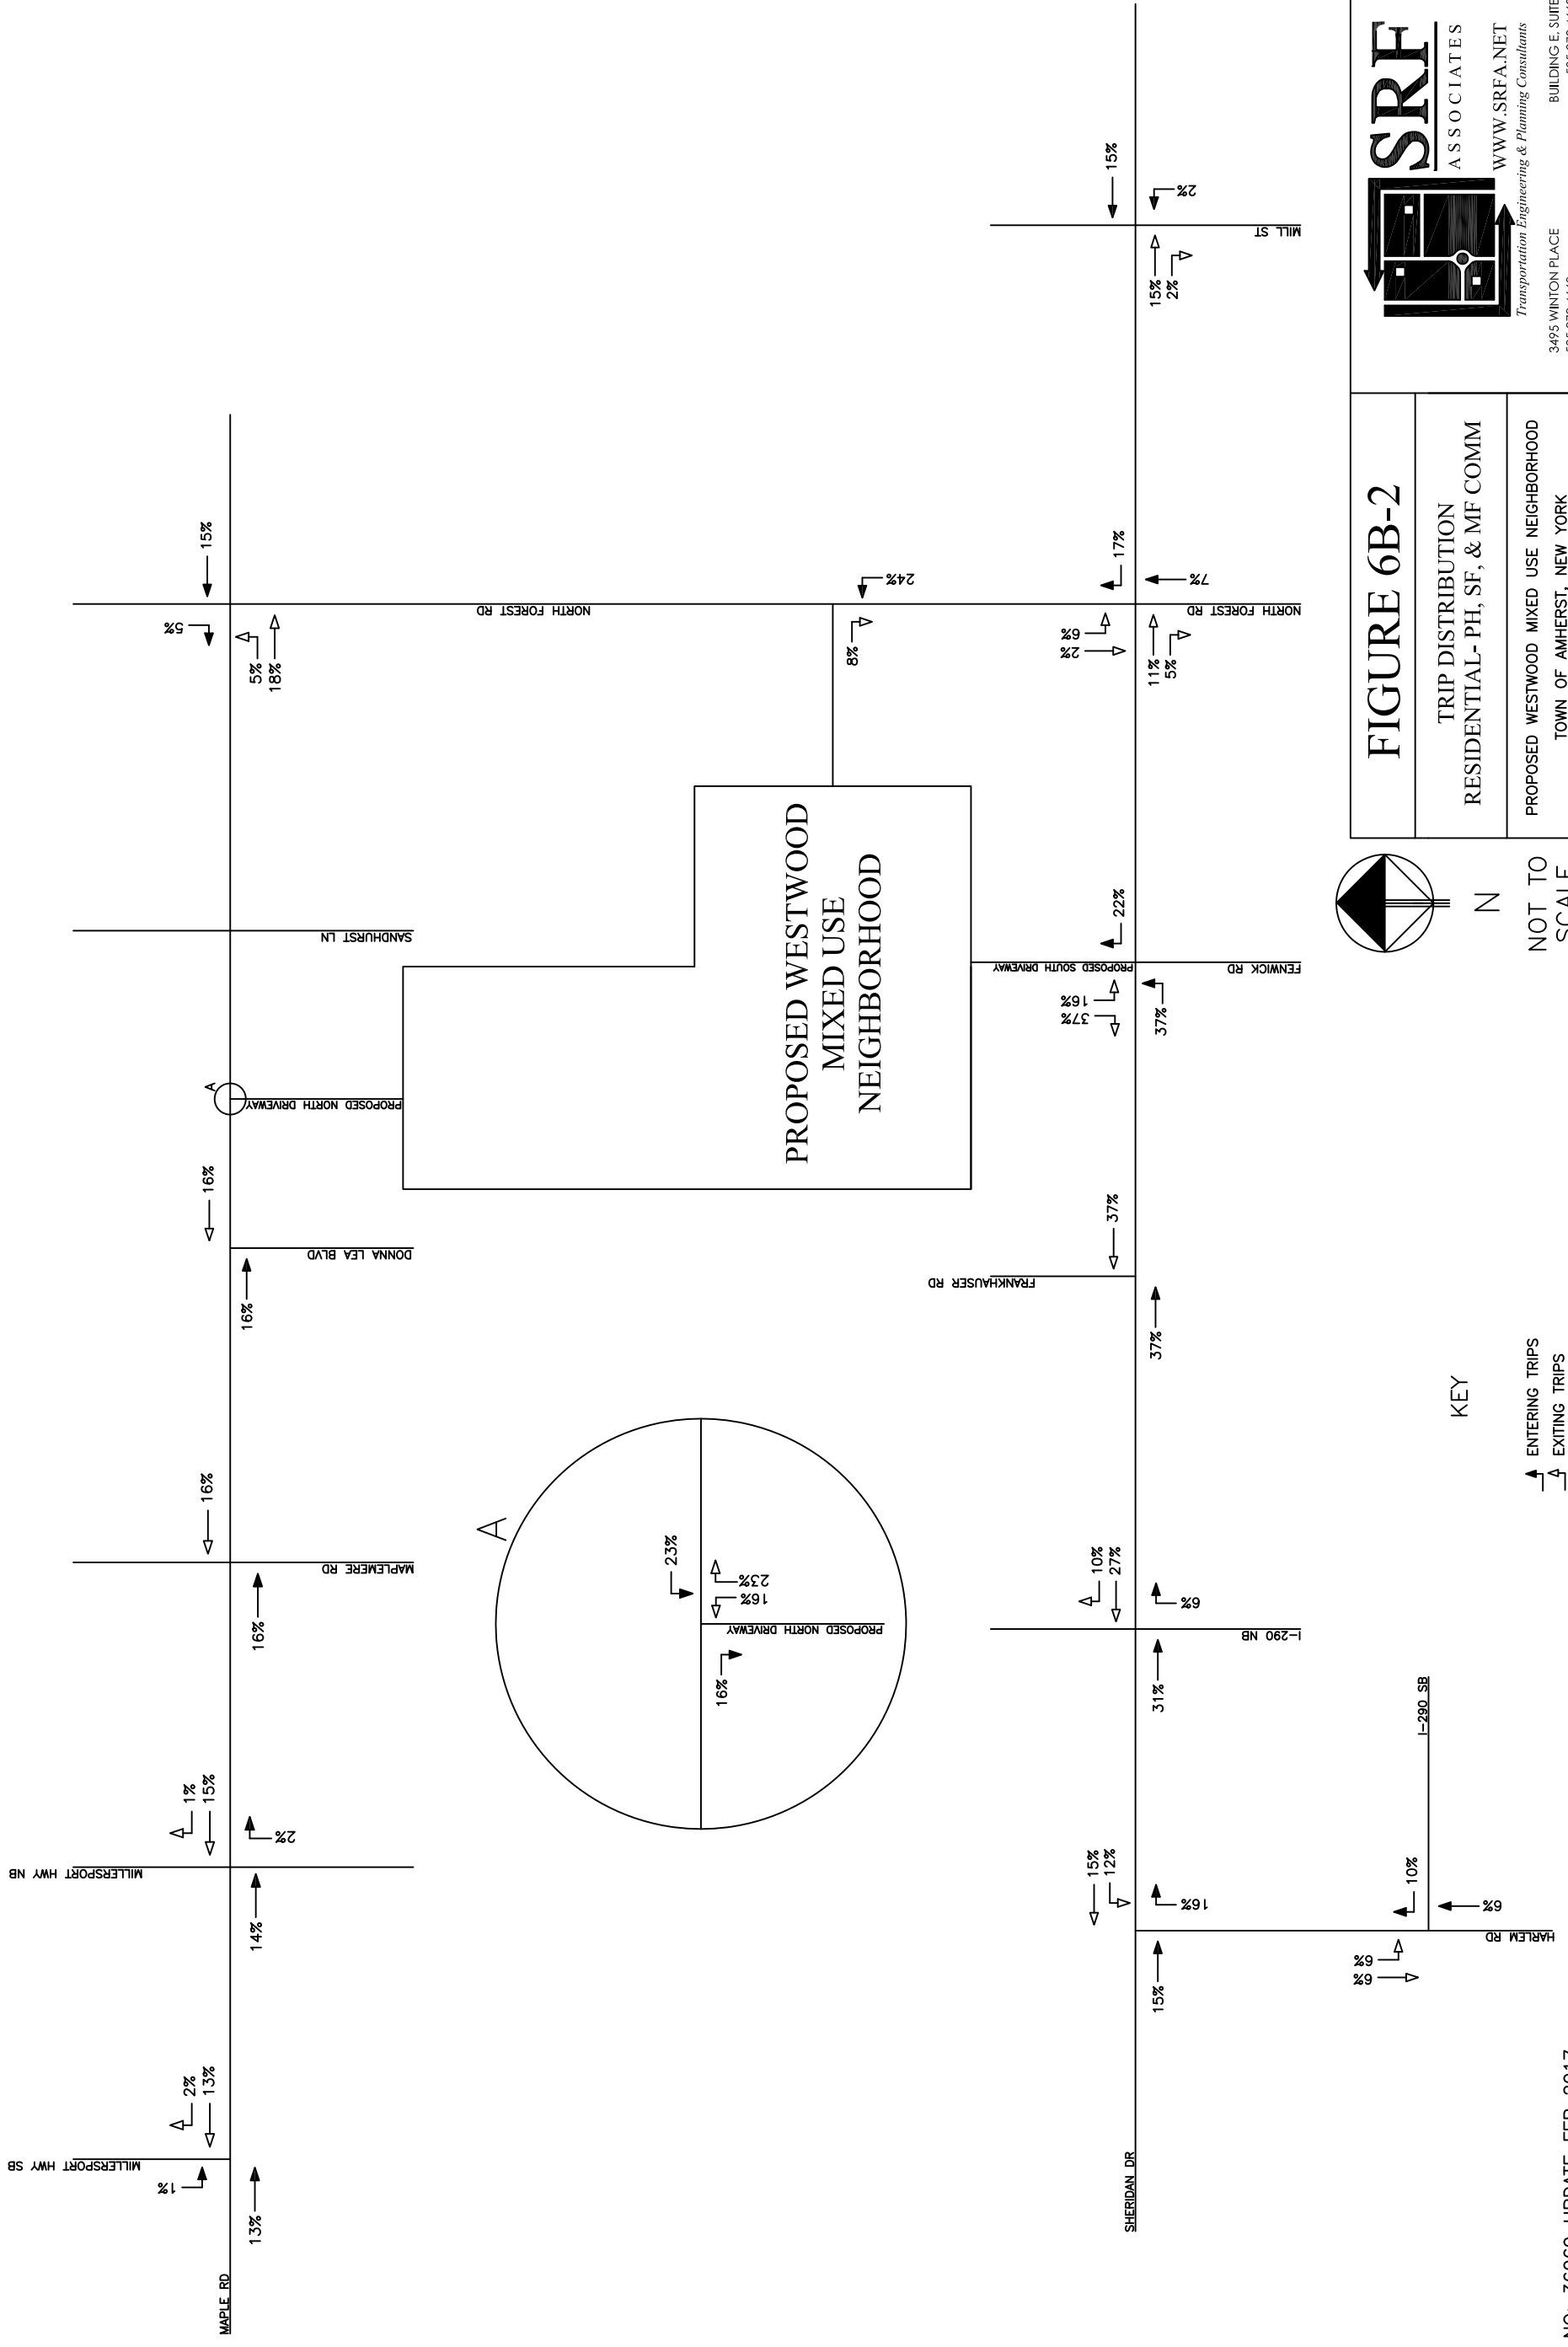 MAPLE RD
MILLERSPORT HWY SB
1%
2%
13%
13%
MILLERSPORT HWY NB
1%
15%
14%
2%
MAPLEMERE RD
16%
16%
DONNA LEA BLVD
16%
16%
A
PROPOSED NORTH DRIVEWAY
SANDHURST LN
5%
15%
5%
18%
NORTH FOREST RD
A
23%
23%
16%
16%
PROPOSED NORTH DRIVEWAY
PROPOSED WESTWOOD
MIXED USE
NEIGHBORHOOD
24%
8%
SHERIDAN DR
15%
12%
15%
16%
I-290 SB
10%
6%
6%
6%
HARLEM RD
10%
27%
31%
6%
I-290 NB
FRANKHAUSER RD
37%
37%
PROPOSED SOUTH DRIVEWAY
22%
16%
37%
37%
FENWICK RD
17%
6%
2%
7%
11%
5%
NORTH FOREST RD
15%
2%
15%
2%
MILL ST
KEY
ENTERING TRIPS
EXITING TRIPS
N
NOT TO
SCALE
FIGURE 6B-2
TRIP DISTRIBUTION
RESIDENTIAL- PH, SF, & MF COMM
PROPOSED WESTWOOD MIXED USE NEIGHBORHOOD
TOWN OF AMHERST, NEW YORK
SRF
ASSOCIATES
WWW.SRFA.NET
Transportation Engineering & Planning Consultants
3495 WINTON PLACE
BUILDING E, SUITE